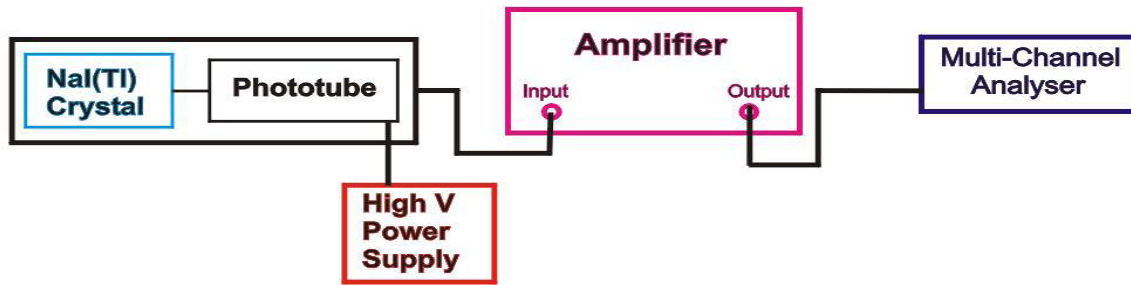 NaI(Tl)
Crystal
Phototube
High V
Power
Supply
Amplifier
Input
Output
Multi-Channel
Analyser